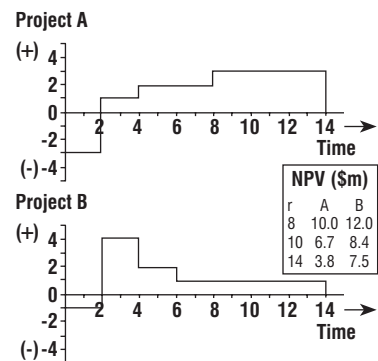 Project A
(+)
4
2
0
-2
(-) -4
2 4 6 8 10 12 14
Time
NPV ($m)
r A B
8 10.0 12.0
10 6.7 8.4
14 3.8 7.5
Project B
(+)
4
2
0
-2
(-) -4
2 4 6 8 10 12 14
Time